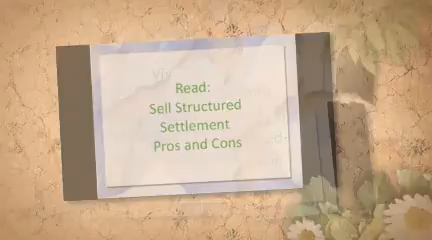 Read:
Sell Structured
Settlement
Pros and Cons